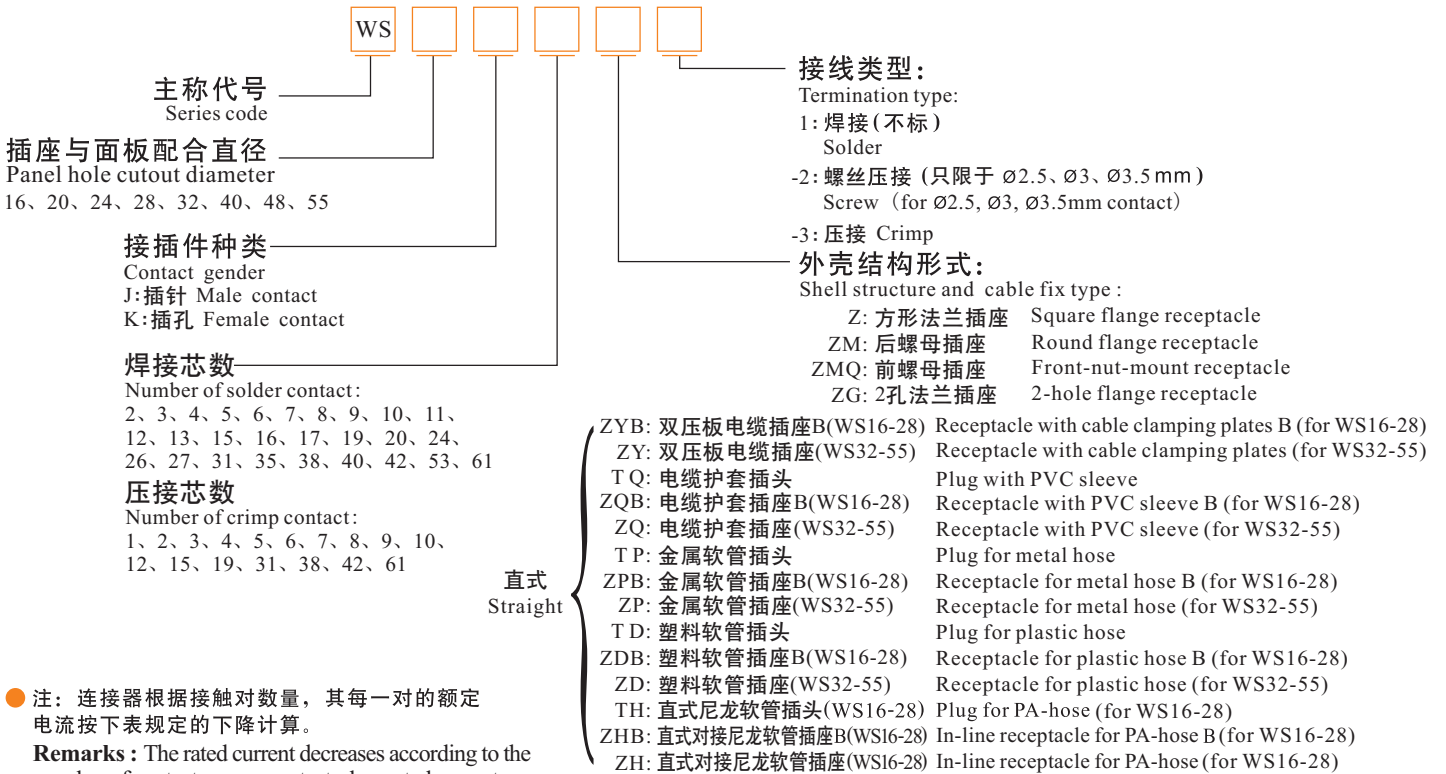 WS
主称代号
Series code
插座与面板配合直径
Panel hole cutout diameter
16、20、24、28、32、40、48、55
接插件种类
Contact gender
J:插针 Male contact
K:插孔 Female contact
焊接芯数
Number of solder contact:
2、3、4、5、6、7、8、9、10、11、
12、13、15、16、17、19、20、24、
26、27、31、35、38、40、42、53、61
压接芯数
Number of crimp contact:
1、2、3、4、5、6、7、8、9、10、
12、15、19、31、38、42、61
接线类型:
Termination type:
1: 焊接(不标)
Solder
-2: 螺丝压接 (只限于 Ø2.5、Ø3、Ø3.5mm)
Screw (for Ø2.5, Ø3, Ø3.5mm contact)
-3: 压接 Crimp
外壳结构形式:
Shell structure and cable fix type :
Z: 方形法兰插座 Square flange receptacle
ZM: 后螺母插座 Round flange receptacle
ZMQ: 前螺母插座 Front-nut-mount receptacle
ZG: 2孔法兰插座 2-hole flange receptacle
直式
Straight
ZYB: 双压板电缆插座B(WS16-28) Receptacle with cable clamping plates B (for WS16-28)
ZY: 双压板电缆插座(WS32-55) Receptacle with cable clamping plates (for WS32-55)
TQ: 电缆护套插头 Plug with PVC sleeve
ZQB: 电缆护套插座B(WS16-28) Receptacle with PVC sleeve B (for WS16-28)
ZQ: 电缆护套插座(WS32-55) Receptacle with PVC sleeve (for WS32-55)
TP: 金属软管插头 Plug for metal hose
ZPB: 金属软管插座B(WS16-28) Receptacle for metal hose B (for WS16-28)
ZP: 金属软管插座(WS32-55) Receptacle for metal hose (for WS32-55)
TD: 塑料软管插头 Plug for plastic hose
ZDB: 塑料软管插座B(WS16-28) Receptacle for plastic hose B (for WS16-28)
ZD: 塑料软管插座(WS32-55) Receptacle for plastic hose (for WS32-55)
TH: 直式尼龙软管插头(WS16-28) Plug for PA-hose (for WS16-28)
ZHB: 直式对接尼龙软管插座B(WS16-28) In-line receptacle for PA-hose B (for WS16-28)
ZH: 直式对接尼龙软管插座(WS16-28) In-line receptacle for PA-hose (for WS16-28)
注: 连接器根据接触对数量, 其每一对的额定
电流按下表规定的下降计算。
Remarks : The rated current decreases according to the